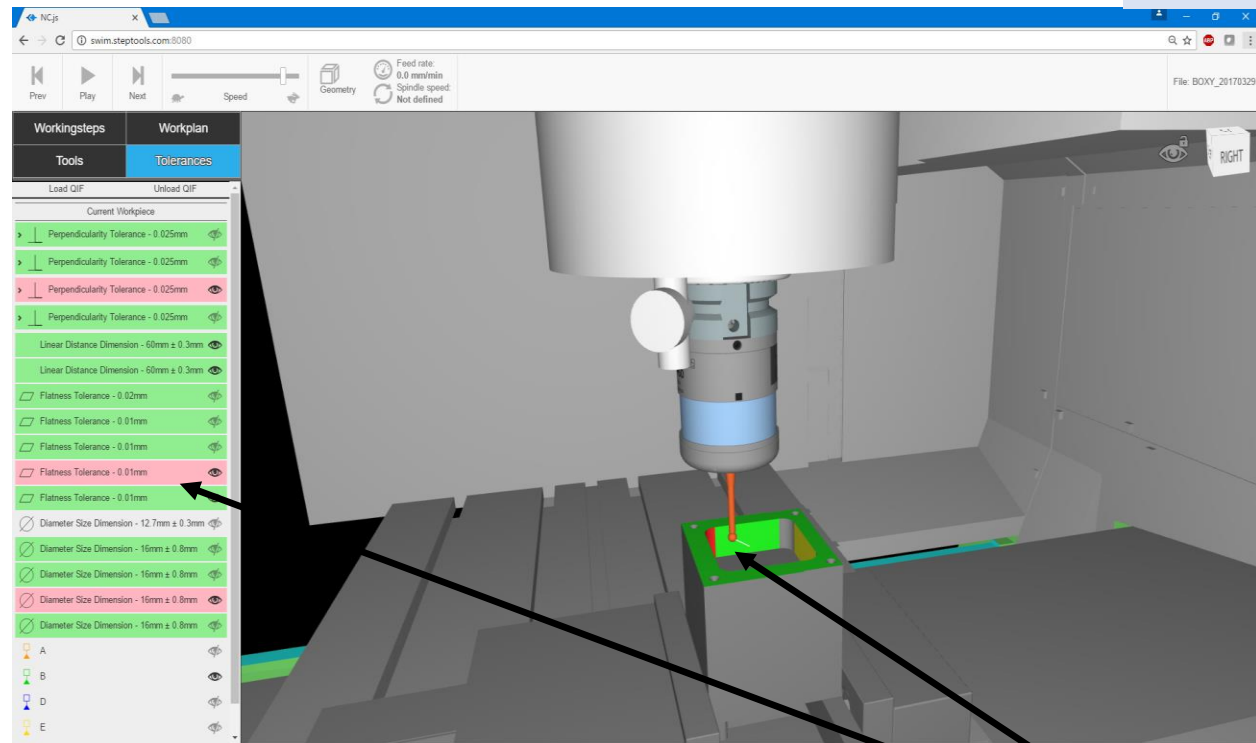 NC.js
swim.steptools.com:8080
Prev
Play
Next
Speed
Geometry
Feed rate:
0.0 mm/min
Spindle speed:
Not defined
File: BOXY_20170329
Workingsteps Workplan
Tools Tolerances
Load QIF Unload QIF
Current Workpiece
Perpendicularity Tolerance - 0.025mm
Perpendicularity Tolerance - 0.025mm
Perpendicularity Tolerance - 0.025mm
Perpendicularity Tolerance - 0.025mm
Linear Distance Dimension - 60mm ± 0.3mm
Linear Distance Dimension - 60mm ± 0.3mm
Flatness Tolerance - 0.02mm
Flatness Tolerance - 0.01mm
Flatness Tolerance - 0.01mm
Flatness Tolerance - 0.01mm
Flatness Tolerance - 0.01mm
Diameter Size Dimension - 12.7mm ± 0.3mm
Diameter Size Dimension - 16mm ± 0.8mm
Diameter Size Dimension - 16mm ± 0.8mm
Diameter Size Dimension - 16mm ± 0.8mm
Diameter Size Dimension - 16mm ± 0.8mm
A
B
D
E
RIGHT
ABP